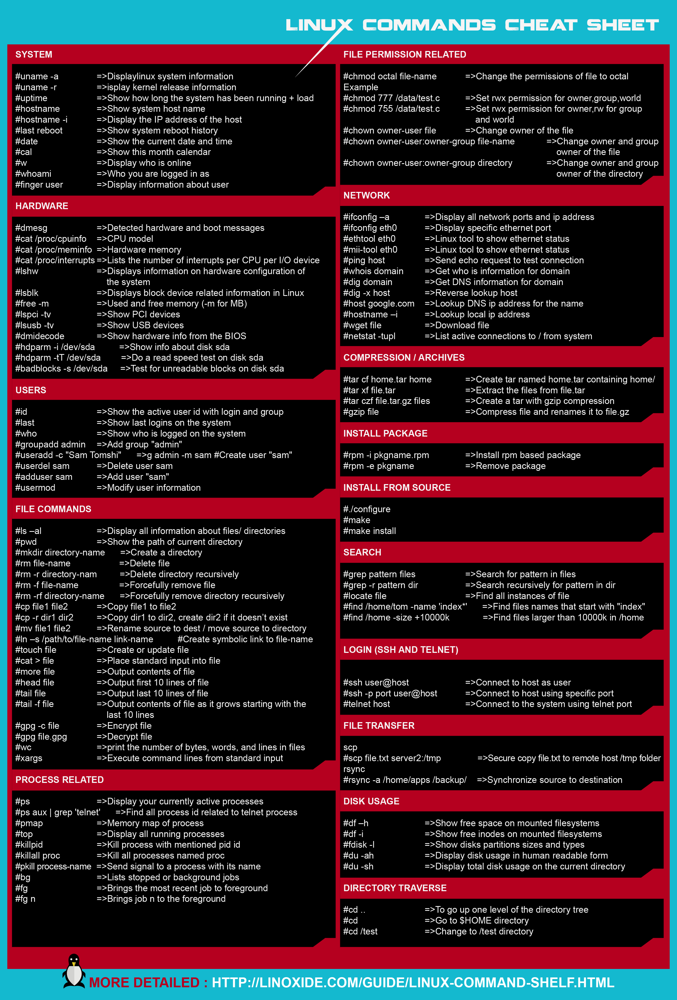 LINUX COMMANDS CHEAT SHEET
SYSTEM
#uname -a =>Displaylinux system information
#uname -r =>isplay kernel release information
#uptime =>Show how long the system has been running + load
#hostname =>Show system host name
#hostname -i =>Display the IP address of the host
#last reboot =>Show system reboot history
#date =>Show the current date and time
#cal =>Show this month calendar
#w =>Display who is online
#whoami =>Who you are logged in as
#finger user =>Display information about user
HARDWARE
#dmesg =>Detected hardware and boot messages
#cat /proc/cpuinfo =>CPU model
#cat /proc/meminfo =>Hardware memory
#cat /proc/interrupts =>Lists the number of interrupts per CPU per I/O device
#lshw =>Displays information on hardware configuration of
the system
#lsblk =>Displays block device related information in Linux
#free -m =>Used and free memory (-m for MB)
#lspci -tv =>Show PCI devices
#lsusb -tv =>Show USB devices
#dmidecode =>Show hardware info from the BIOS
#hdparm -i /dev/sda =>Show info about disk sda
#hdparm -tT /dev/sda =>Do a read speed test on disk sda
#badblocks -s /dev/sda =>Test for unreadable blocks on disk sda
USERS
#id =>Show the active user id with login and group
#last =>Show last logins on the system
#who =>Show who is logged on the system
#groupadd admin =>Add group "admin"
#useradd -c "Sam Tomshi" =>g admin -m sam #Create user "sam"
#userdel sam =>Delete user sam
#adduser sam =>Add user "sam"
#usermod =>Modify user information
FILE COMMANDS
#ls –al =>Display all information about files/ directories
#pwd =>Show the path of current directory
#mkdir directory-name =>Create a directory
#rm file-name =>Delete file
#rm -r directory-nam =>Delete directory recursively
#rm -f file-name =>Forcefully remove file
#rm -rf directory-name =>Forcefully remove directory recursively
#cp file1 file2 =>Copy file1 to file2
#cp -r dir1 dir2 =>Copy dir1 to dir2, create dir2 if it doesn’t exist
#mv file1 file2 =>Rename source to dest / move source to directory
#ln –s /path/to/file-name link-name #Create symbolic link to file-name
#touch file =>Create or update file
#cat > file =>Place standard input into file
#more file =>Output contents of file
#head file =>Output first 10 lines of file
#tail file =>Output last 10 lines of file
#tail -f file =>Output contents of file as it grows starting with the
last 10 lines
#gpg -c file =>Encrypt file
#gpg file.gpg =>Decrypt file
#wc =>print the number of bytes, words, and lines in files
#xargs =>Execute command lines from standard input
PROCESS RELATED
#ps =>Display your currently active processes
#ps aux | grep 'telnet' =>Find all process id related to telnet process
#pmap =>Memory map of process
#top =>Display all running processes
#killpid =>Kill process with mentioned pid id
#killall proc =>Kill all processes named proc
#pkill process-name =>Send signal to a process with its name
#bg =>Lists stopped or background jobs
#fg =>Brings the most recent job to foreground
#fg n =>Brings job n to the foreground
FILE PERMISSION RELATED
#chmod octal file-name =>Change the permissions of file to octal
Example
#chmod 777 /data/test.c =>Set rwx permission for owner,group,world
#chmod 755 /data/test.c =>Set rwx permission for owner,rw for group
and world
#chown owner-user file =>Change owner of the file
#chown owner-user:owner-group file-name =>Change owner and group
owner of the file
#chown owner-user:owner-group directory =>Change owner and group
owner of the directory
NETWORK
#ifconfig –a =>Display all network ports and ip address
#ifconfig eth0 =>Display specific ethernet port
#ethtool eth0 =>Linux tool to show ethernet status
#mii-tool eth0 =>Linux tool to show ethernet status
#ping host =>Send echo request to test connection
#whois domain =>Get who is information for domain
#dig domain =>Get DNS information for domain
#dig -x host =>Reverse lookup host
#host google.com =>Lookup DNS ip address for the name
#hostname –i =>Lookup local ip address
#wget file =>Download file
#netstat -tupl =>List active connections to / from system
COMPRESSION / ARCHIVES
#tar cf home.tar home =>Create tar named home.tar containing home/
#tar xf file.tar =>Extract the files from file.tar
#tar czf file.tar.gz files =>Create a tar with gzip compression
#gzip file =>Compress file and renames it to file.gz
INSTALL PACKAGE
#rpm -i pkgname.rpm =>Install rpm based package
#rpm -e pkgname =>Remove package
INSTALL FROM SOURCE
#./configure
#make
#make install
SEARCH
#grep pattern files =>Search for pattern in files
#grep -r pattern dir =>Search recursively for pattern in dir
#locate file =>Find all instances of file
#find /home/tom -name 'index*' =>Find files names that start with "index"
#find /home -size +10000k =>Find files larger than 10000k in /home
LOGIN (SSH AND TELNET)
#ssh user@host =>Connect to host as user
#ssh -p port user@host =>Connect to host using specific port
#telnet host =>Connect to the system using telnet port
FILE TRANSFER
scp
#scp file.txt server2:/tmp =>Secure copy file.txt to remote host /tmp folder
rsync
#rsync -a /home/apps /backup/ =>Synchronize source to destination
DISK USAGE
#df –h =>Show free space on mounted filesystems
#df -i =>Show free inodes on mounted filesystems
#fdisk -l =>Show disks partitions sizes and types
#du -ah =>Display disk usage in human readable form
#du -sh =>Display total disk usage on the current directory
DIRECTORY TRAVERSE
#cd .. =>To go up one level of the directory tree
#cd =>Go to $HOME directory
#cd /test =>Change to /test directory
MORE DETAILED : HTTP://LINOXIDE.COM/GUIDE/LINUX-COMMAND-SHELF.HTML